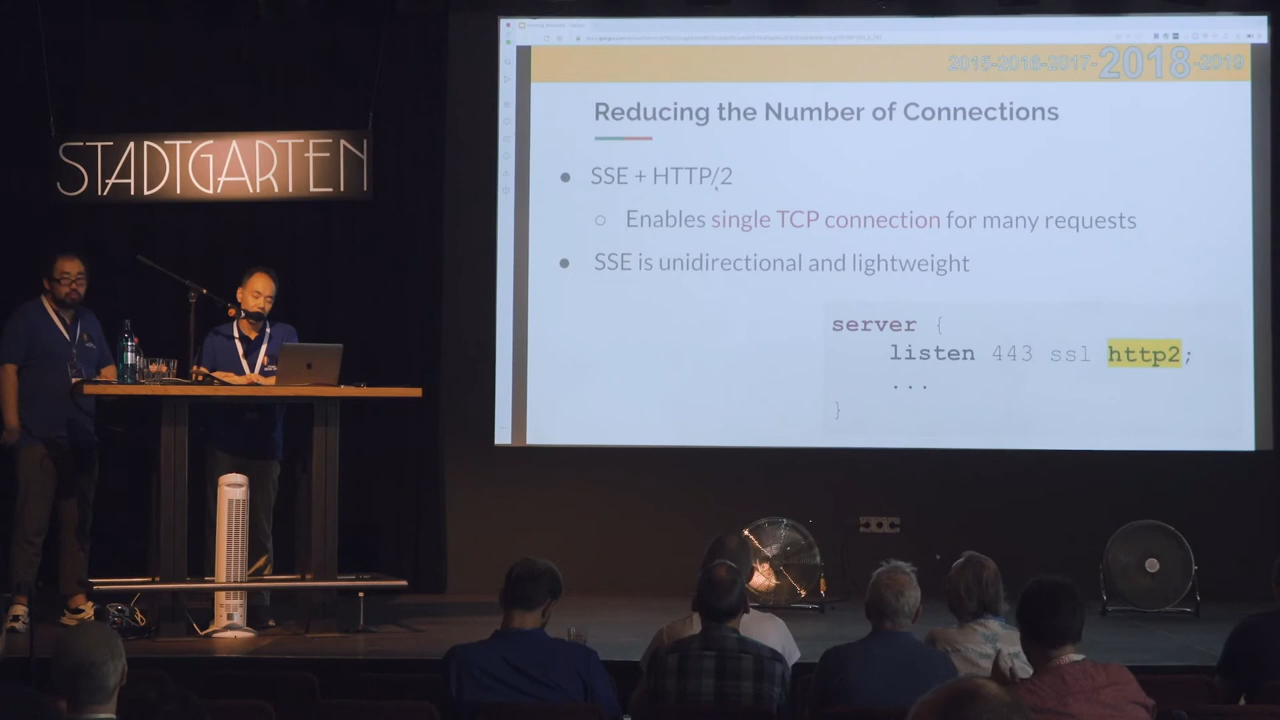 STADTGARTEN
2015-2016-2017-2018-2019
Reducing the Number of Connections
● SSE + HTTP/2
○ Enables single TCP connection for many requests
● SSE is unidirectional and lightweight
server {
listen 443 ssl http2;
...
}